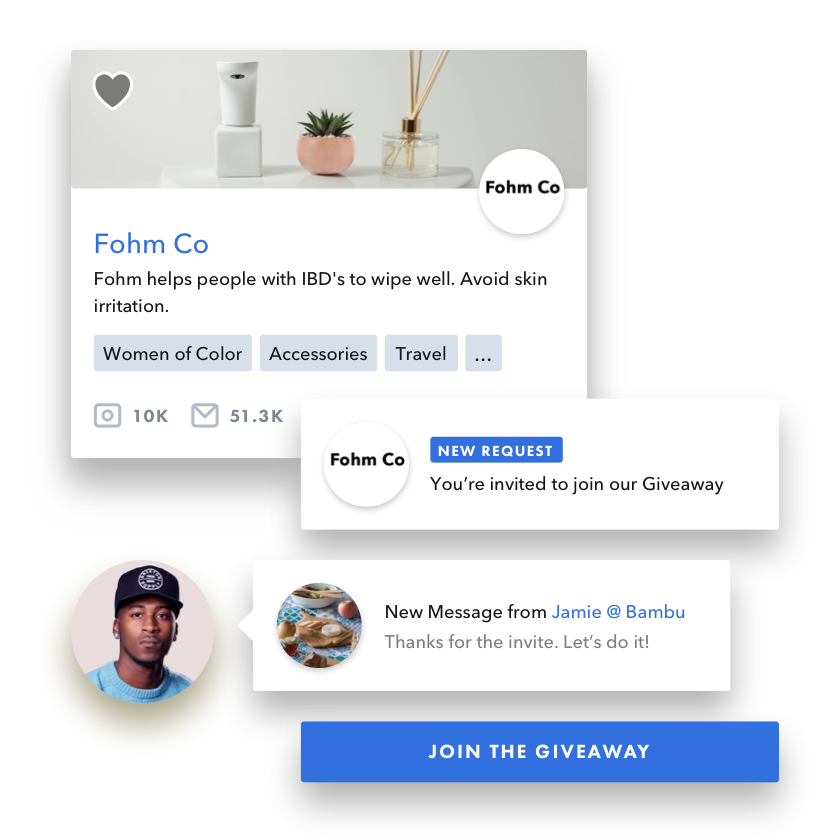 Fohm Co
Fohm Co
Fohm helps people with IBD's to wipe well. Avoid skin
irritation.
Women of Color Accessories Travel ...
10K 51.3K
Fohm Co
NEW REQUEST
You’re invited to join our Giveaway
New Message from Jamie @ Bambu
Thanks for the invite. Let’s do it!
JOIN THE GIVEAWAY